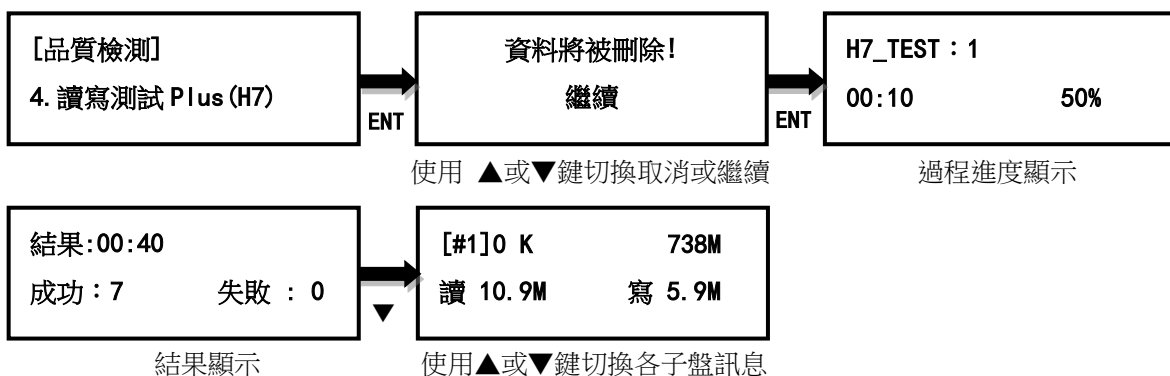 [品質檢測]
4. 讀寫測試 Plus(H7)
ENT
資料將被刪除!
繼續
ENT
H7_TEST：1
00:10 50%
使用 ▲或▼鍵切換取消或繼續
過程進度顯示
結果:00:40
成功：7 失敗 : 0
▼
[#1]0 K 738M
讀 10.9M 寫 5.9M
結果顯示
使用▲或▼鍵切換各子盤訊息